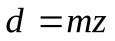 d = mz